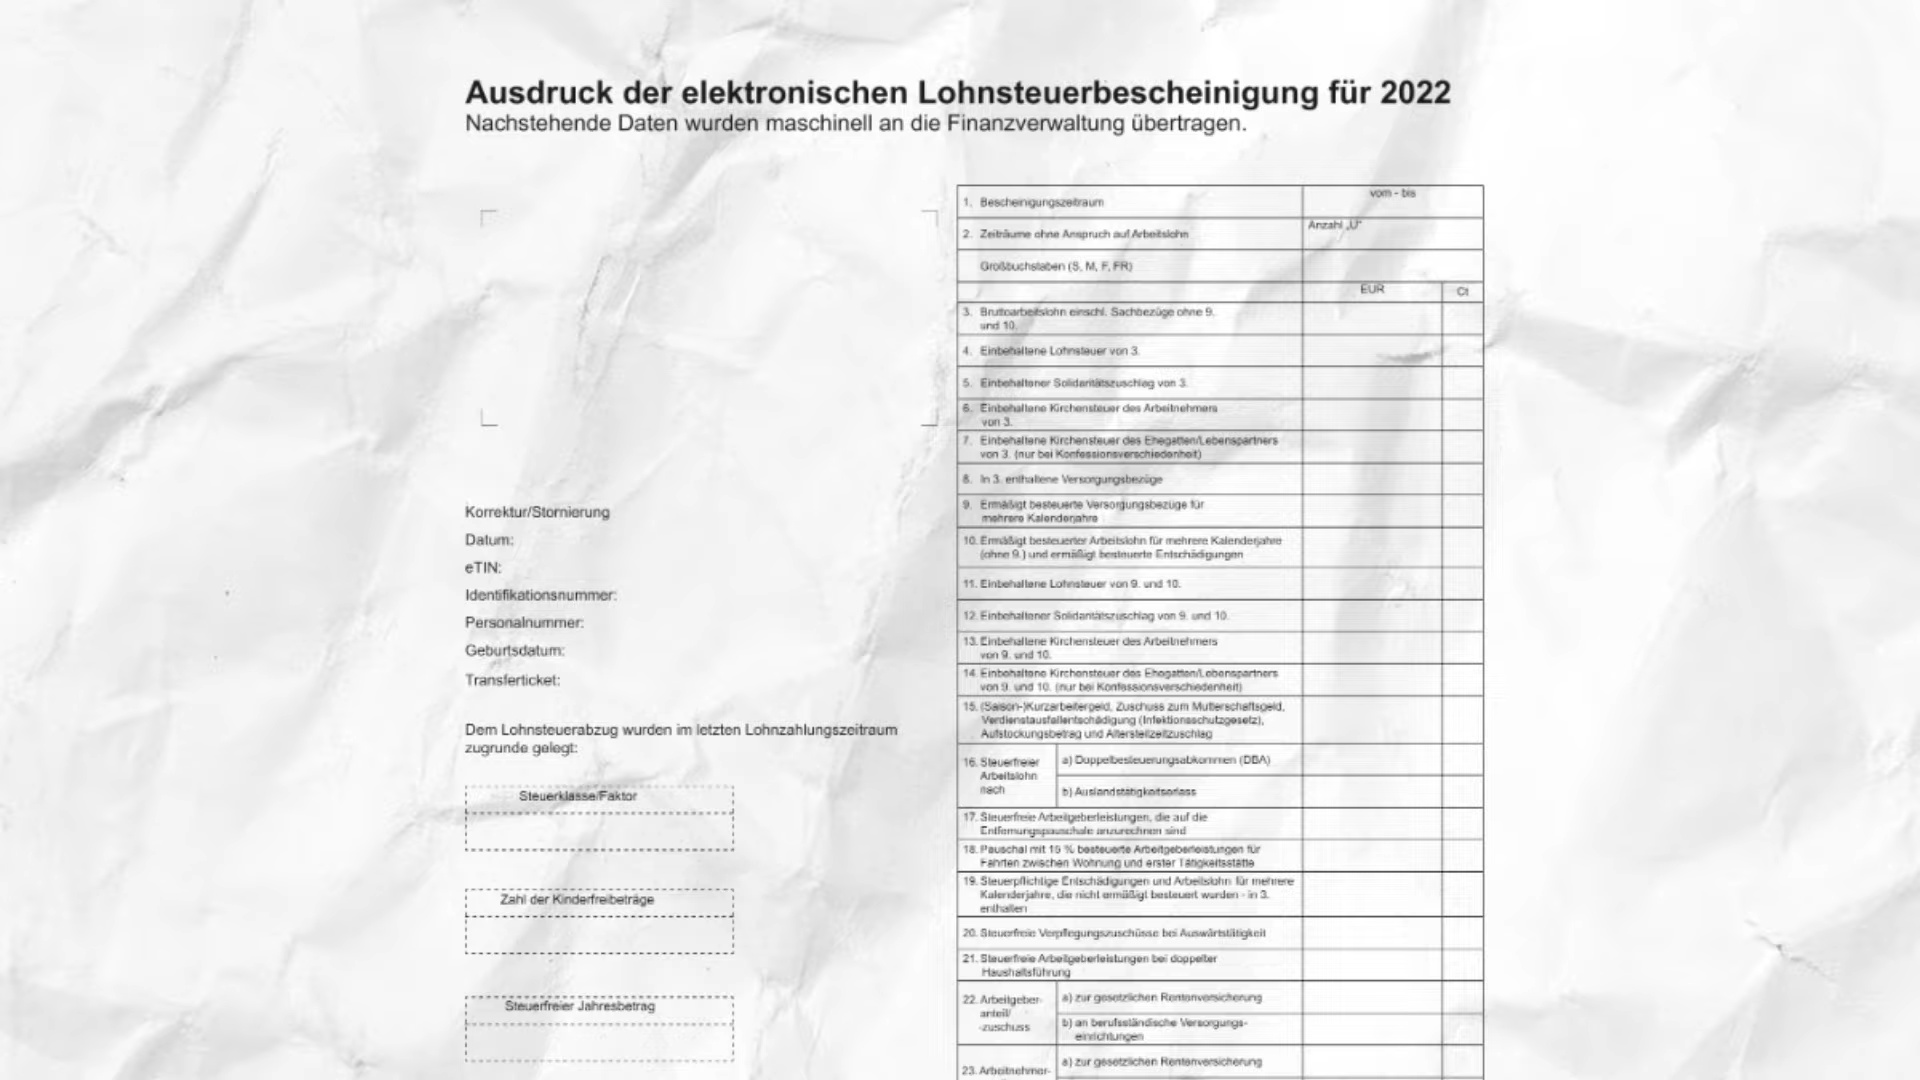 Ausdruck der elektronischen Lohnsteuerbescheinigung für 2022
Nachstehende Daten wurden maschinell an die Finanzverwaltung übertragen.
Korrektur/Stornierung
Datum:
eTIN:
Identifikationsnummer:
Personalnummer:
Geburtsdatum:
Transferticket:
Dem Lohnsteuerabzug wurden im letzten Lohnzahlungszeitraum
zugrunde gelegt:
Steuerklasse/Faktor
Zahl der Kinderfreibeträge
Steuerfreier Jahresbetrag
1. Bescheinigungszeitraum
vom - bis
2. Zeiträume ohne Anspruch auf Arbeitslohn
Anzahl „U“
Großbuchstaben (S, M, F, FR)
EUR Ct
3. Bruttoarbeitslohn einschl. Sachbezüge ohne 9.
und 10.
4. Einbehaltene Lohnsteuer von 3.
5. Einbehaltener Solidaritätszuschlag von 3.
6. Einbehaltene Kirchensteuer des Arbeitnehmers
von 3.
7. Einbehaltene Kirchensteuer des Ehegatten/Lebenspartners
von 3. (nur bei Konfessionsverschiedenheit)
8. In 3. enthaltene Versorgungsbezüge
9. Ermäßigt besteuerte Versorgungsbezüge für
mehrere Kalenderjahre
10. Ermäßigt besteuerter Arbeitslohn für mehrere Kalenderjahre
(ohne 9.) und ermäßigt besteuerte Entschädigungen
11. Einbehaltene Lohnsteuer von 9. und 10.
12. Einbehaltener Solidaritätszuschlag von 9. und 10.
13. Einbehaltene Kirchensteuer des Arbeitnehmers
von 9. und 10.
14. Einbehaltene Kirchensteuer des Ehegatten/Lebenspartners
von 9. und 10. (nur bei Konfessionsverschiedenheit)
15. (Saison-)Kurzarbeitergeld, Zuschuss zum Mutterschaftsgeld,
Verdienstausfallentschädigung (Infektionsschutzgesetz),
Aufstockungsbetrag und Altersteilzeitzuschlag
16. Steuerfreier
Arbeitslohn
nach
a) Doppelbesteuerungsabkommen (DBA)
b) Auslandstätigkeitserlass
17. Steuerfreie Arbeitgeberleistungen, die auf die
Entfernungspauschale anzurechnen sind
18. Pauschal mit 15 % besteuerte Arbeitgeberleistungen für
Fahrten zwischen Wohnung und erster Tätigkeitsstätte
19. Steuerpflichtige Entschädigungen und Arbeitslohn für mehrere
Kalenderjahre, die nicht ermäßigt besteuert wurden - in 3.
enthalten
20. Steuerfreie Verpflegungszuschüsse bei Auswärtstätigkeit
21. Steuerfreie Arbeitgeberleistungen bei doppelter
Haushaltsführung
22. Arbeitgeber-
anteil/
-zuschuss
a) zur gesetzlichen Rentenversicherung
b) an berufsständische Versorgungs-
einrichtungen
23. Arbeitnehmer-
a) zur gesetzlichen Rentenversicherung